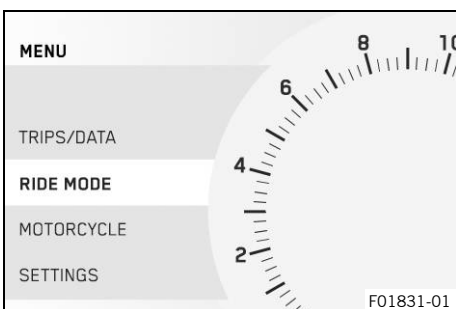 MENU
TRIPS/DATA
RIDE MODE
MOTORCYCLE
SETTINGS
8
10
6
4
2
F01831-01